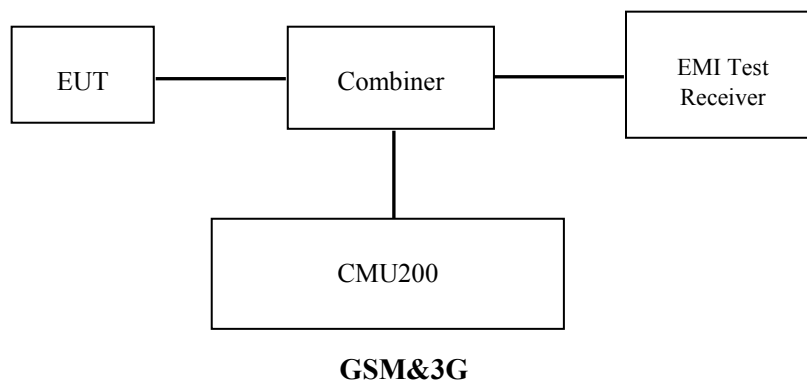 EUT
Combiner
EMI Test
Receiver
CMU200
GSM&3G